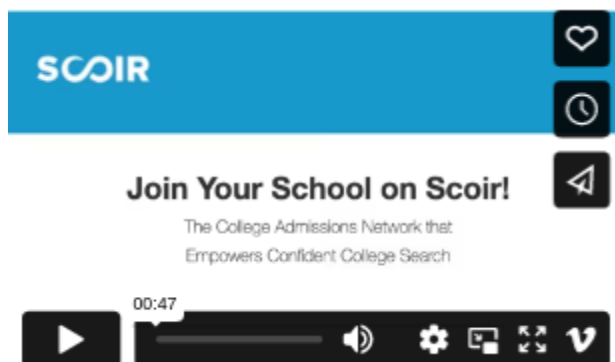 SCOIR
Join Your School on Scoir!
The College Admissions Network that
Empowers Confident College Search
00:47